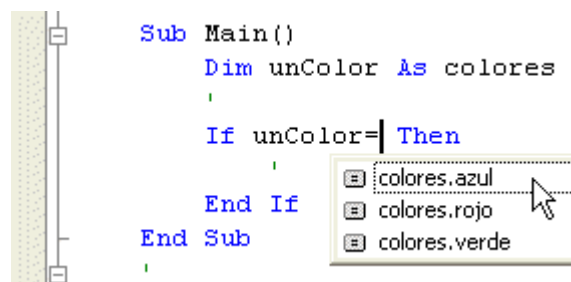 Sub Main()
Dim unColor As colores
'
If unColor= Then
'
colores.azul
colores.rojo
End If
colores.verde
End Sub
'